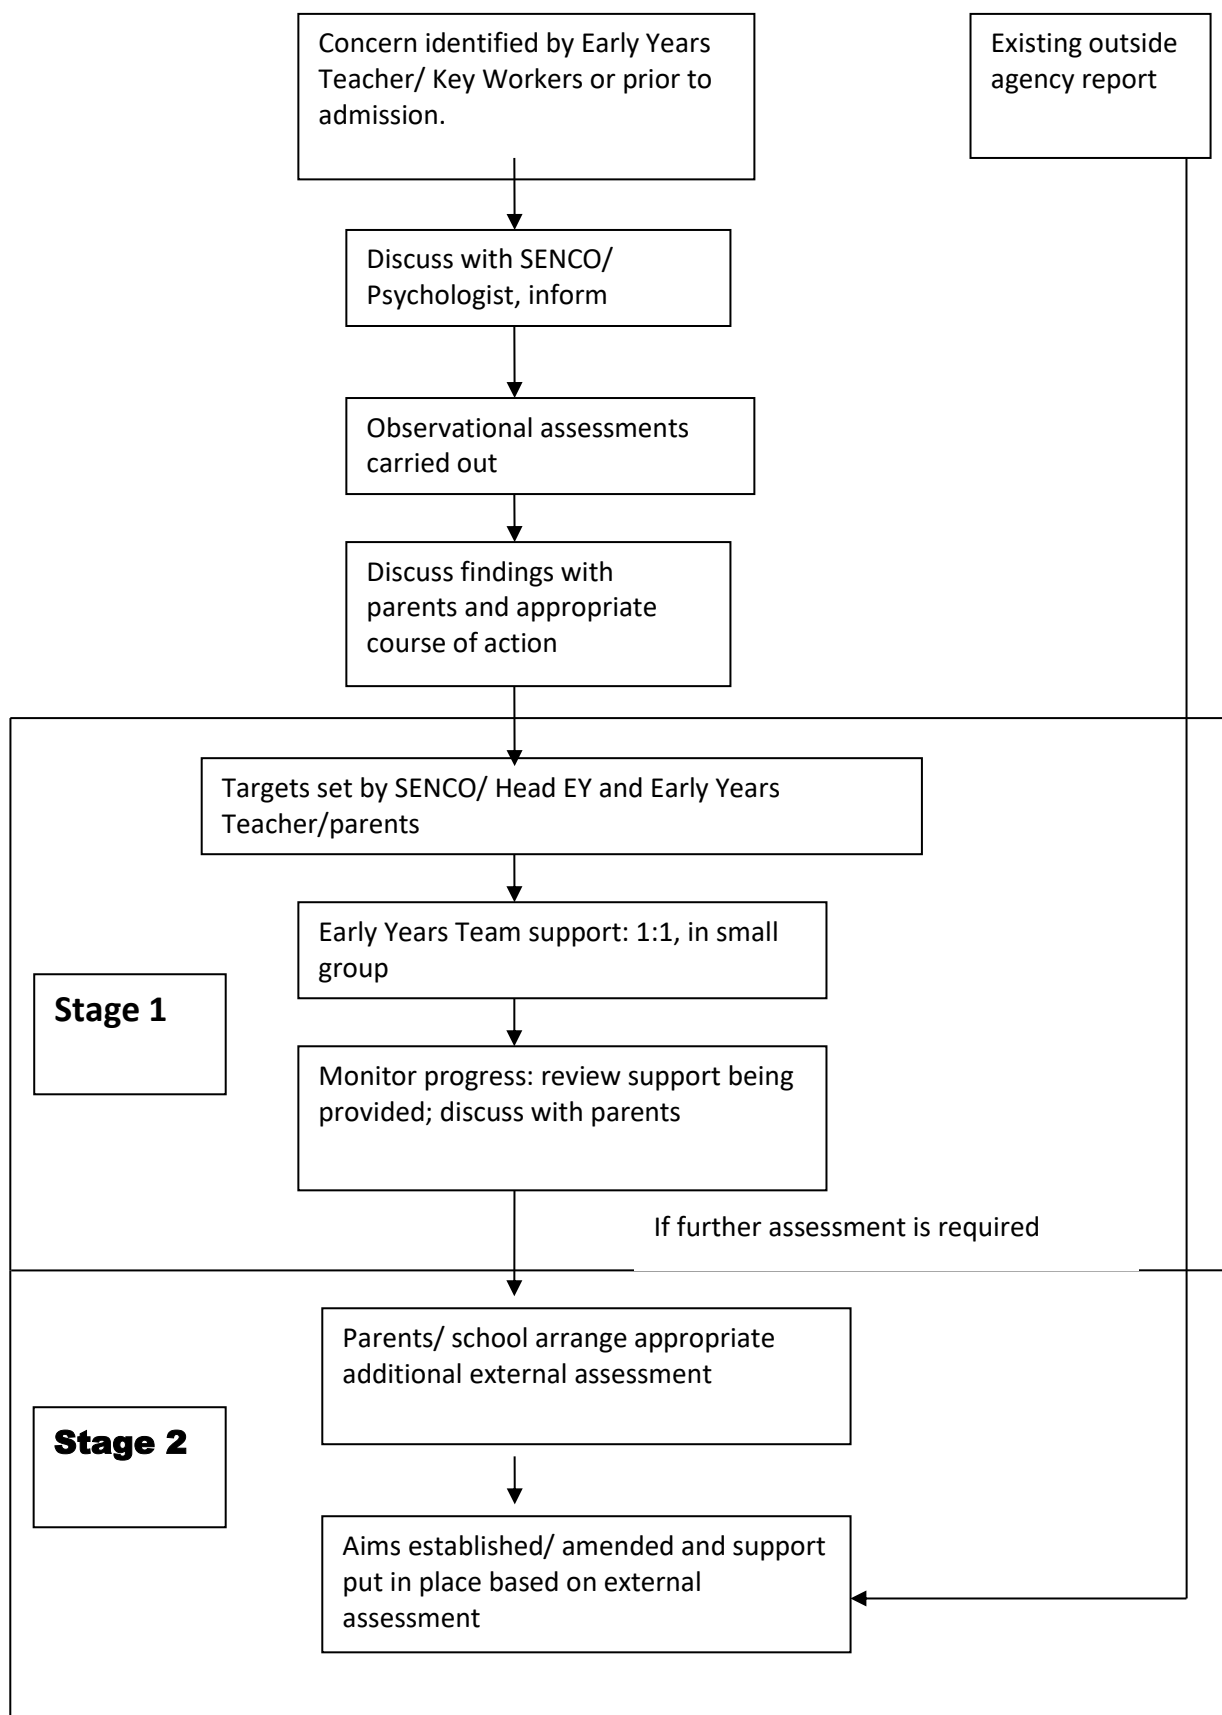 Concern identified by Early Years
Teacher/ Key Workers or prior to
admission.
Existing outside
agency report
Discuss with SENCO/
Psychologist, inform
Observational assessments
carried out
Discuss findings with
parents and appropriate
course of action
Targets set by SENCO/ Head EY and Early Years
Teacher/parents
Early Years Team support: 1:1, in small
group
Stage 1
Monitor progress: review support being
provided; discuss with parents
If further assessment is required
Parents/ school arrange appropriate
additional external assessment
Stage 2
Aims established/ amended and support
put in place based on external
assessment